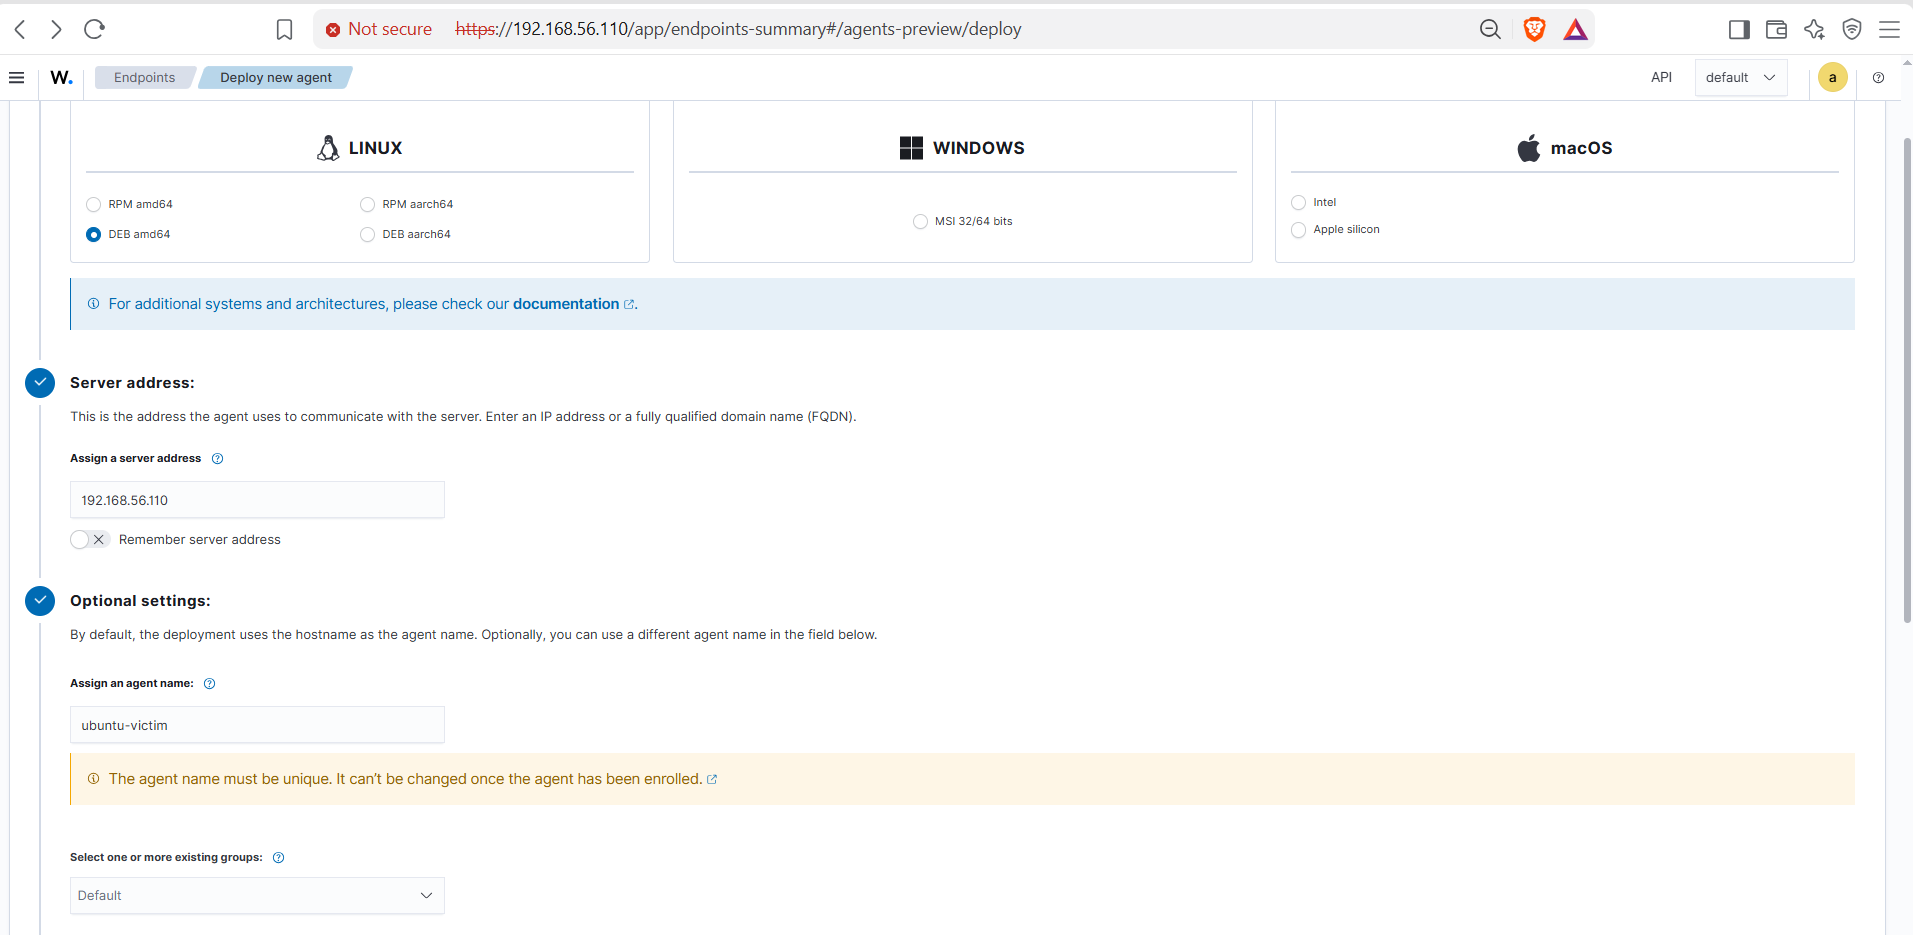 Not secure https://192.168.56.110/app/endpoints-summary#/agents-preview/deploy
W. Endpoints Deploy new agent API default a
LINUX WINDOWS macOS
RPM amd64 RPM aarch64 MSI 32/64 bits Intel
DEB amd64 DEB aarch64 Apple silicon
For additional systems and architectures, please check our documentation.
Server address:
This is the address the agent uses to communicate with the server. Enter an IP address or a fully qualified domain name (FQDN).
Assign a server address
192.168.56.110
Remember server address
Optional settings:
By default, the deployment uses the hostname as the agent name. Optionally, you can use a different agent name in the field below.
Assign an agent name:
ubuntu-victim
The agent name must be unique. It can’t be changed once the agent has been enrolled.
Select one or more existing groups:
Default